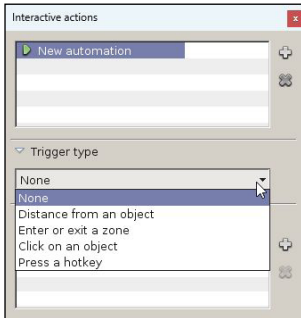 Interactive actions
New automation
Trigger type
None
None
Distance from an object
Enter or exit a zone
Click on an object
Press a hotkey